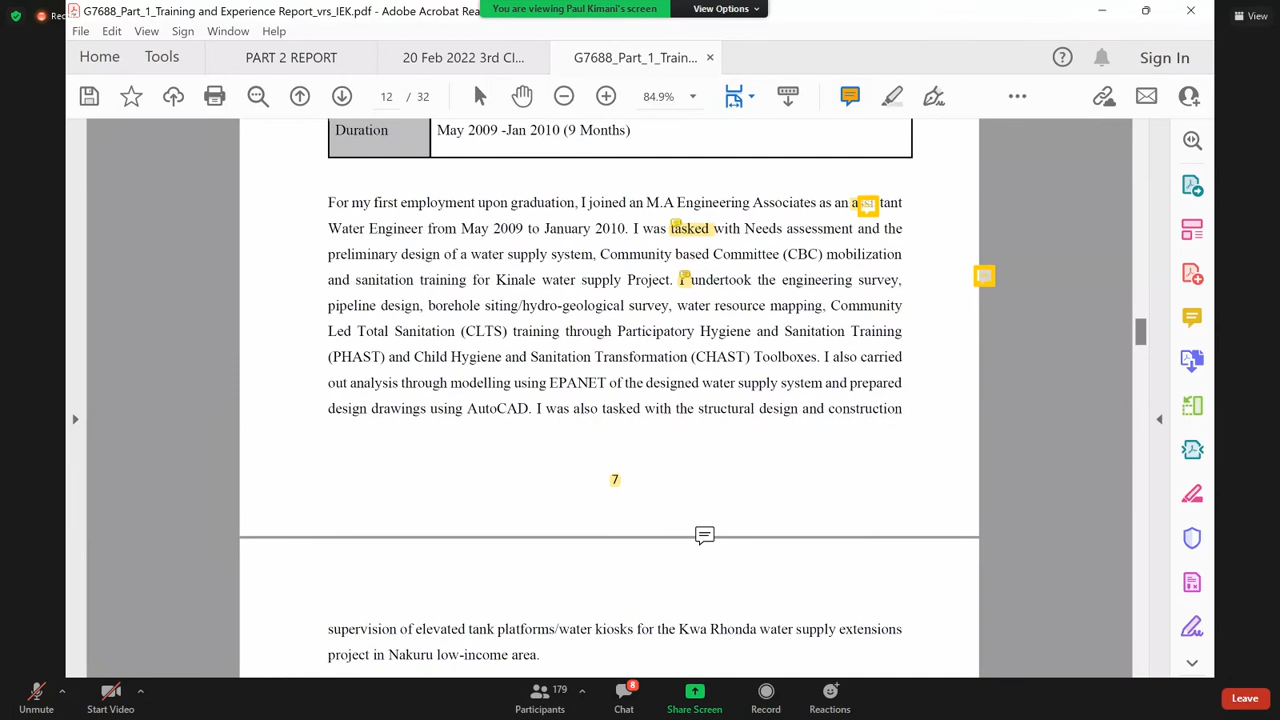 G7688_Part_1_Training and Experience Report_vrs_IEK.pdf - Adobe Acrobat Rea
You are viewing Paul Kimani's screen
View Options
View
File Edit View Sign Window Help
Home Tools PART 2 REPORT 20 Feb 2022 3rd Cl... G7688_Part_1_Train... Sign In
12 / 32 84.9%
Duration May 2009 -Jan 2010 (9 Months)
For my first employment upon graduation, I joined an M.A Engineering Associates as an
Water Engineer from May 2009 to January 2010. I was tasked with Needs assessment and the
preliminary design of a water supply system, Community based Committee (CBC) mobilization
and sanitation training for Kinale water supply Project. I undertook the engineering survey,
pipeline design, borehole siting/hydro-geological survey, water resource mapping, Community
Led Total Sanitation (CLTS) training through Participatory Hygiene and Sanitation Training
(PHAST) and Child Hygiene and Sanitation Transformation (CHAST) Toolboxes. I also carried
out analysis through modelling using EPANET of the designed water supply system and prepared
design drawings using AutoCAD. I was also tasked with the structural design and construction
7
supervision of elevated tank platforms/water kiosks for the Kwa Rhonda water supply extensions
project in Nakuru low-income area.
Unmute Start Video Participants 179 Chat 8 Share Screen Record Reactions Leave